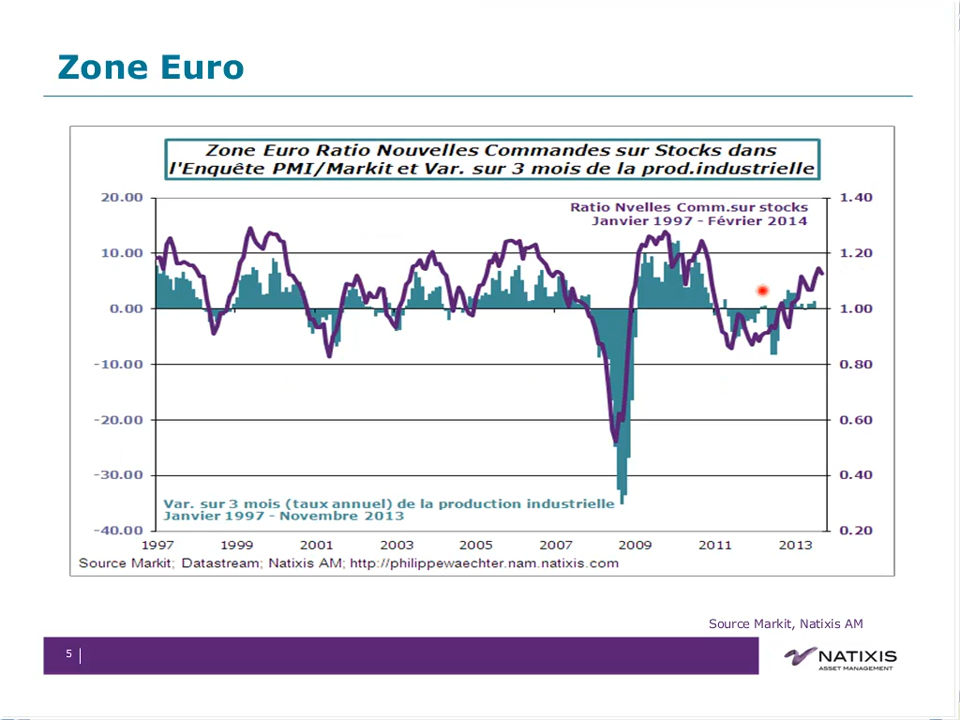 Zone Euro
Zone Euro Ratio Nouvelles Commandes sur Stocks dans
l'Enquête PMI/Markit et Var. sur 3 mois de la prod.industrielle
20.00
1.40
Ratio Nvelles Comm.sur stocks
Janvier 1997 - Février 2014
10.00
1.20
0.00
1.00
-10.00
0.80
-20.00
0.60
-30.00
0.40
Var. sur 3 mois (taux annuel) de la production industrielle
Janvier 1997 - Novembre 2013
-40.00
0.20
1997 1999 2001 2003 2005 2007 2009 2011 2013
Source Markit; Datastream; Natixis AM; http://philippewaechter.nam.natixis.com
Source Markit, Natixis AM
5
NATIXIS
ASSET MANAGEMENT